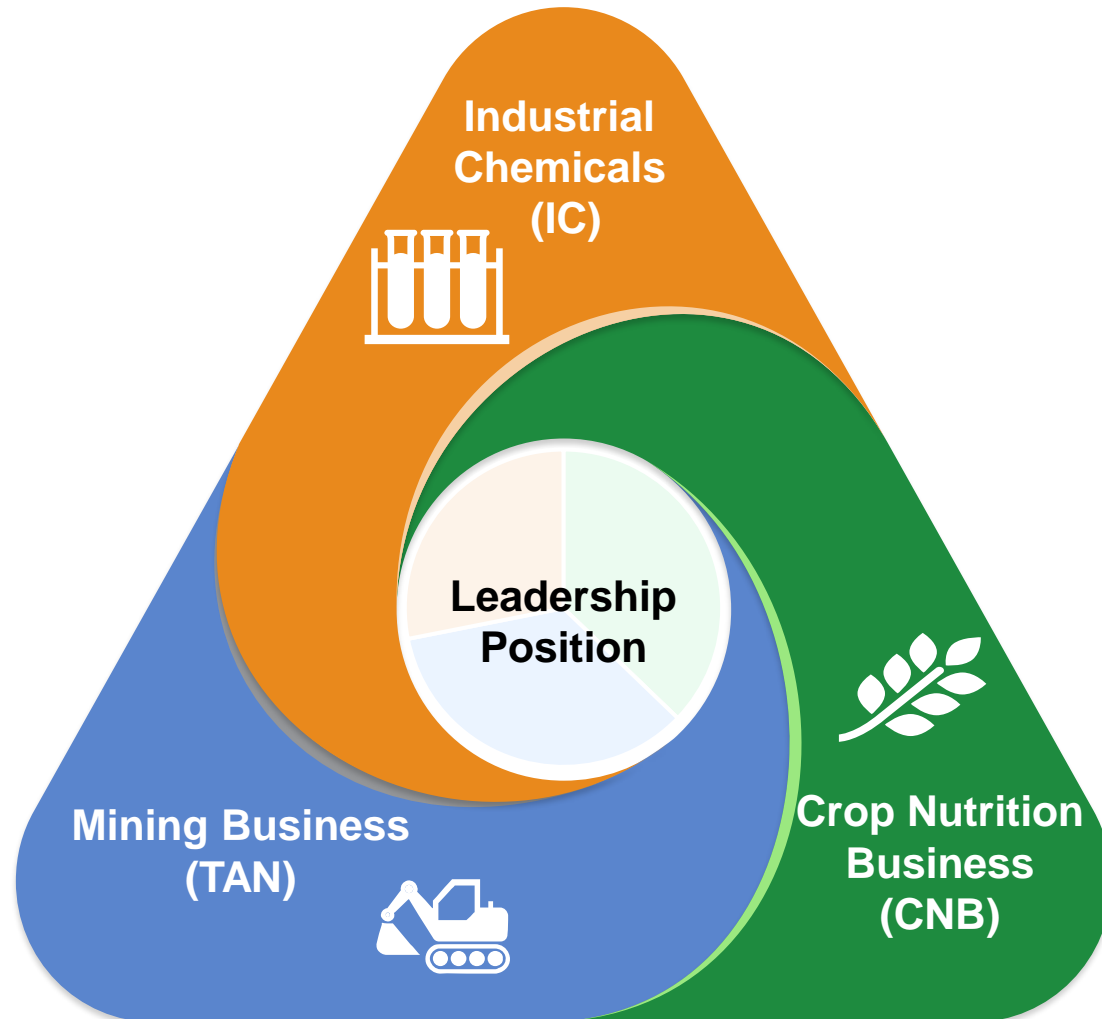 Industrial
Chemicals
(IC)
Leadership
Position
Mining Business
(TAN)
Crop Nutrition
Business
(CNB)